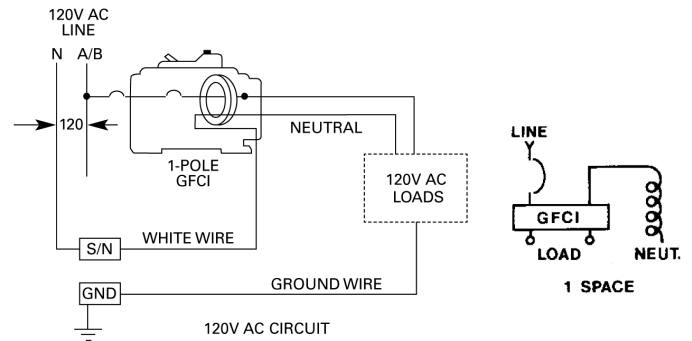 120V AC
LINE
N A/B
120
NEUTRAL
1-POLE
GFCI
120V AC
LOADS
WHITE WIRE
S/N
GROUND WIRE
GND
120V AC CIRCUIT
LINE
GFCI
LOAD NEUT.
1 SPACE